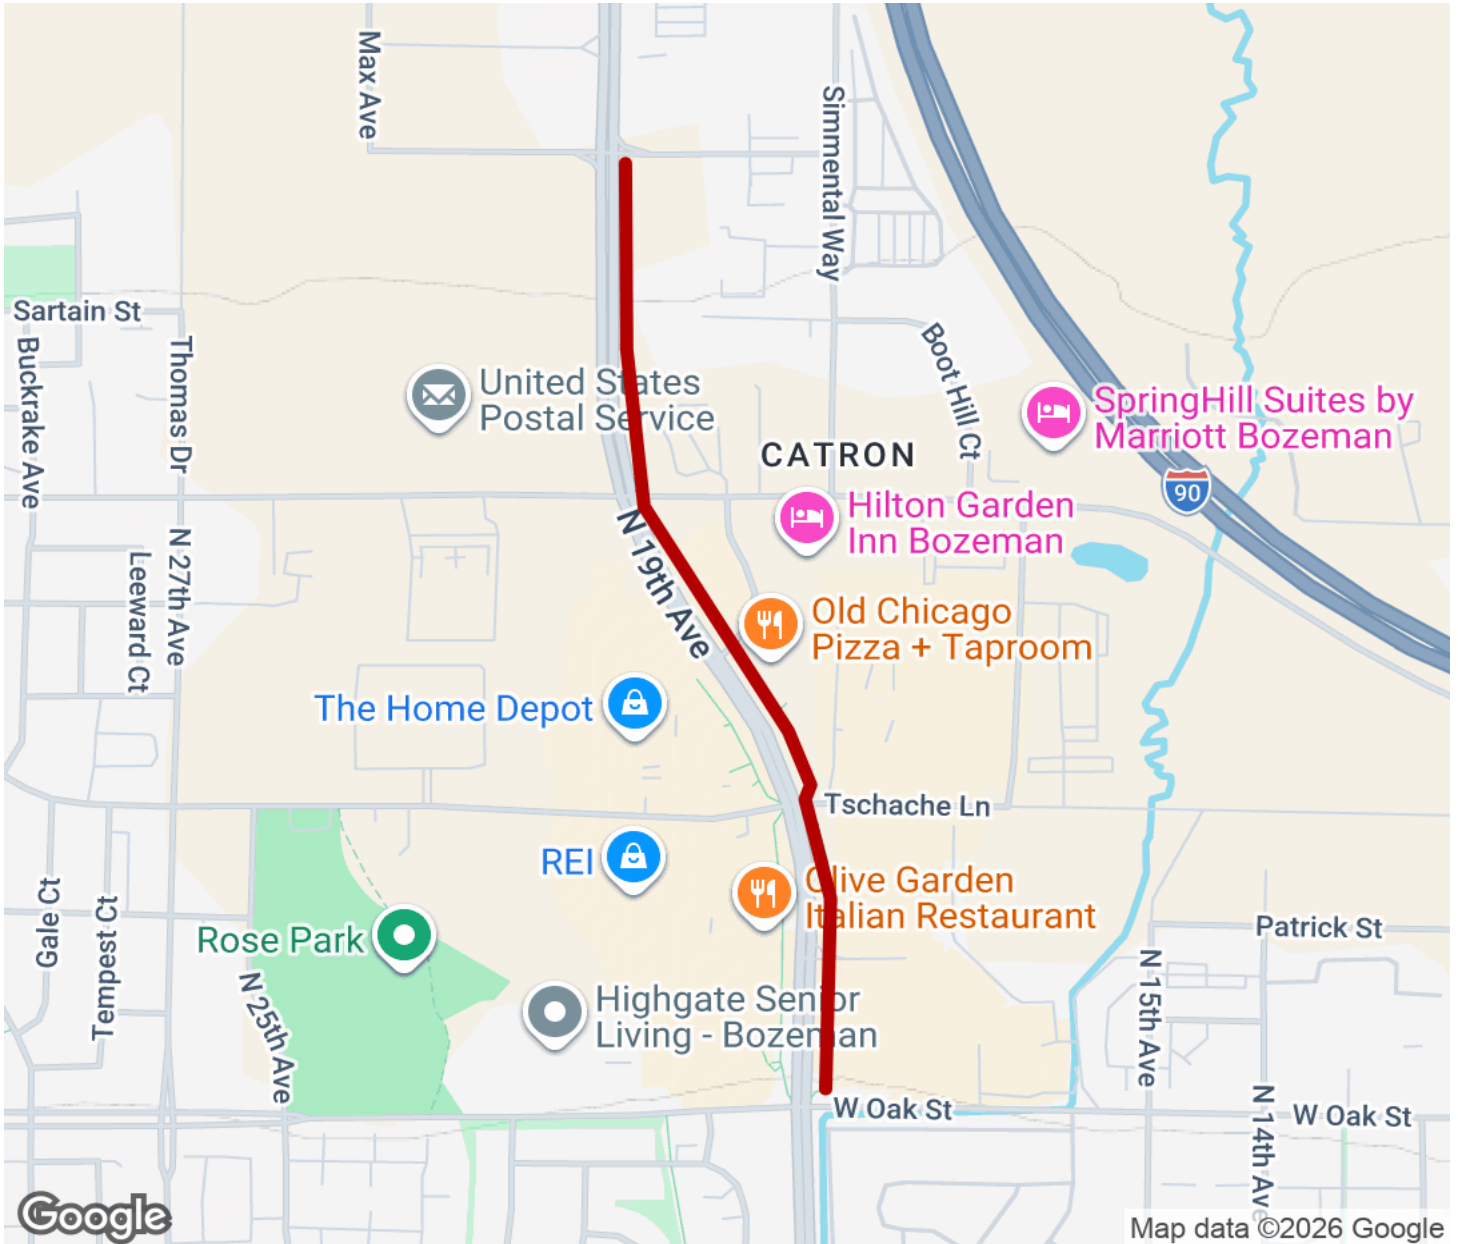 Max Ave
Simmental Way
Sartain St
Buckrake Ave
Thomas Dr
Boot Hill Ct
United States
Postal Service
SpringHill Suites by
Marriott Bozeman
CATRON
90
Hilton Garden
Inn Bozeman
N 19th Ave
N 27th Ave
Leeward Ct
Old Chicago
Pizza + Taproom
The Home Depot
Tschache Ln
REI
Olive Garden
Italian Restaurant
Gale Ct
Tempest Ct
Rose Park
Patrick St
N 25th Ave
N 15th Ave
Highgate Senior
Living - Bozeman
W Oak St
W Oak St
N 14th Ave
Google
Map data ©2026 Google